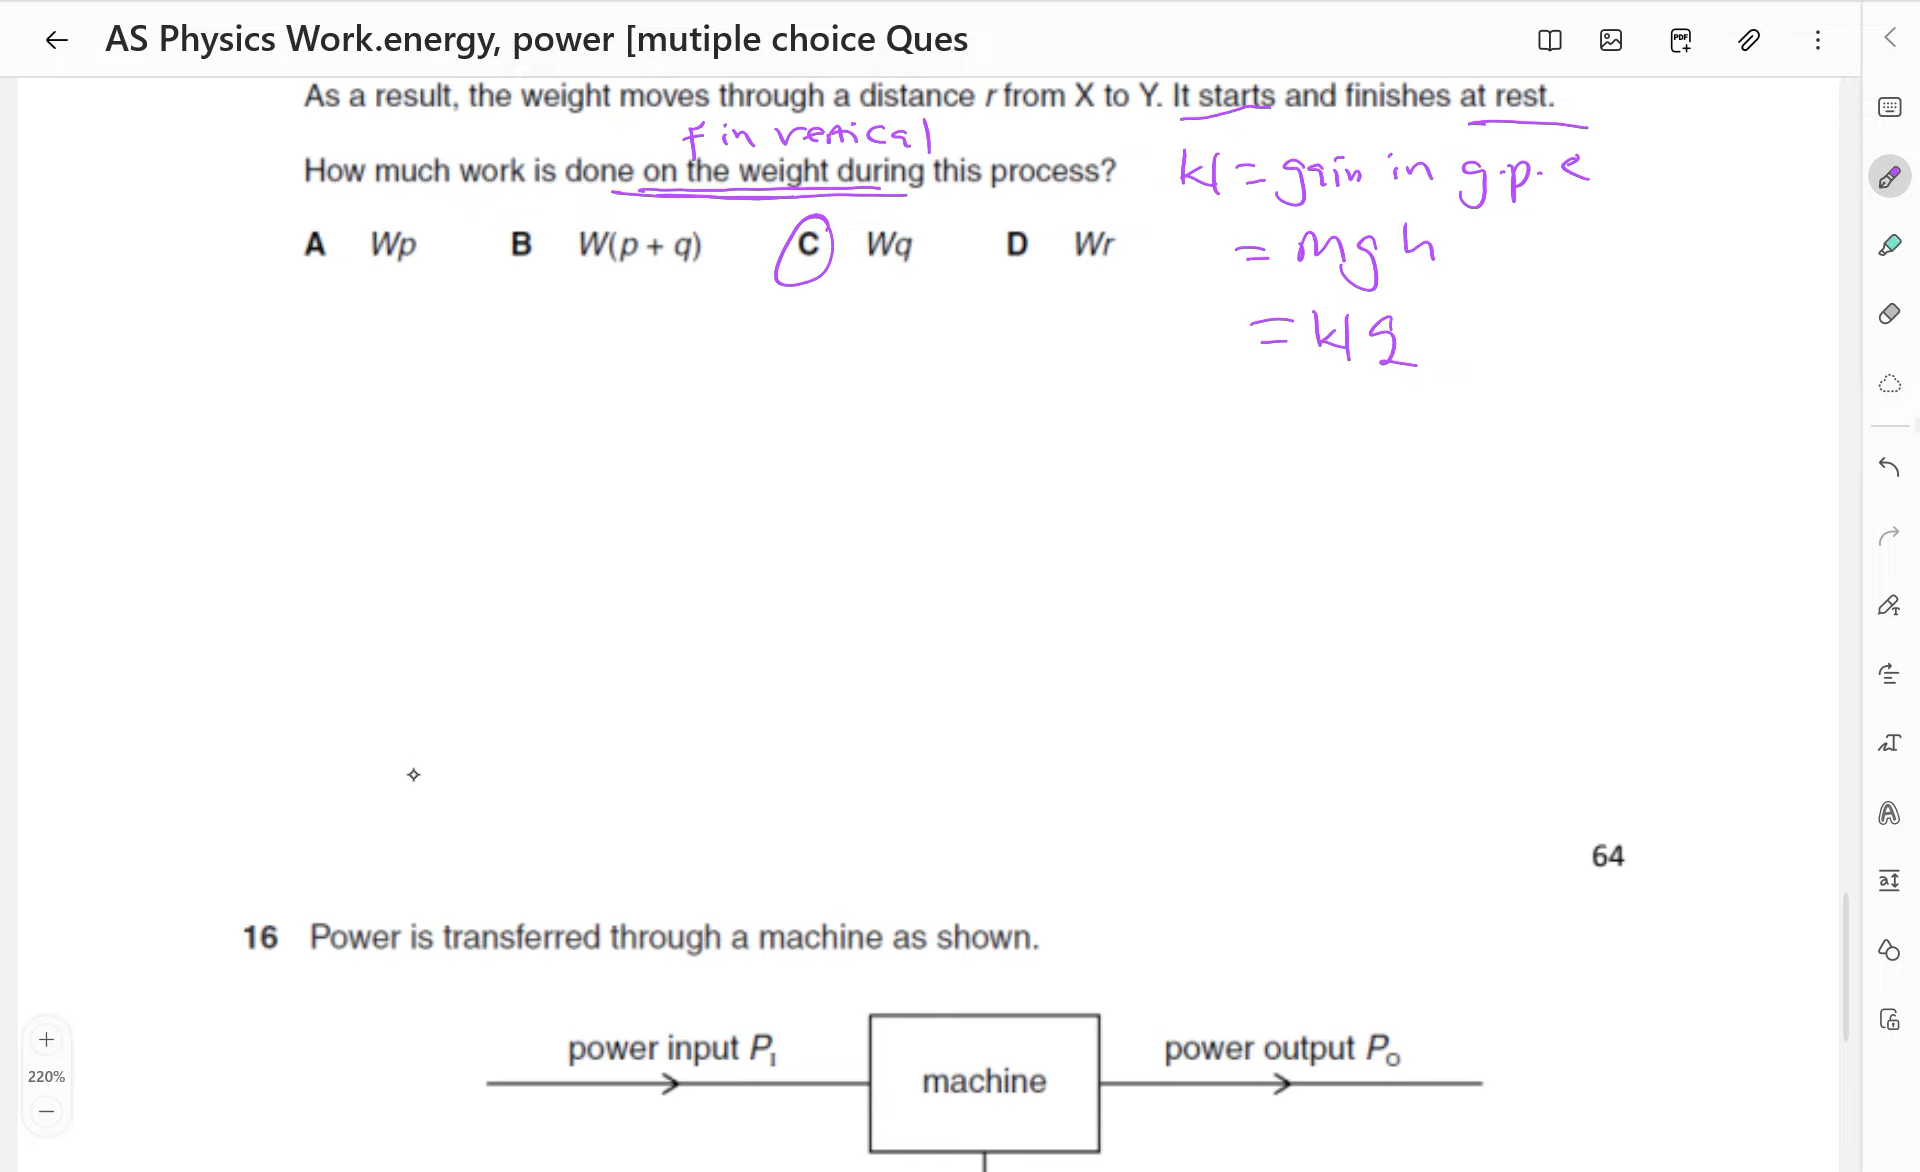 AS Physics Work.energy, power [mutiple choice Ques
PDF
As a result, the weight moves through a distance r from X to Y. It starts and finishes at rest.
F in vertical
How much work is done on the weight during this process?
W = gain in g.p.e
A Wp B W(p + q) C Wq D Wr
= mgh
= Wq
64
16 Power is transferred through a machine as shown.
power input PI
machine
power output PO
220%